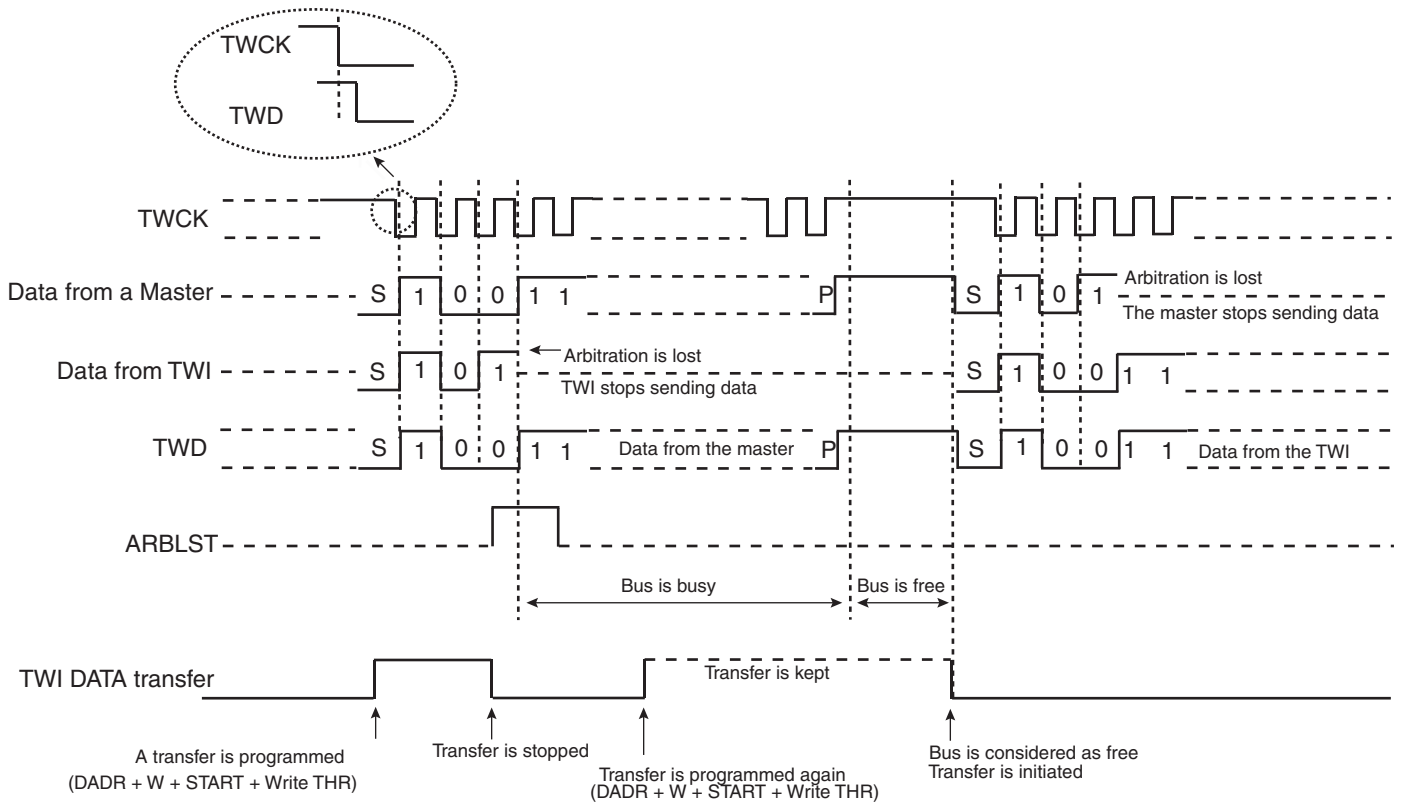 TWCK
TWD
TWCK
Data from a Master S 1 0 0 1 1 P S 1 0 1 Arbitration is lost
The master stops sending data
Data from TWI S 1 0 1 Arbitration is lost S 1 0 0 1 1
TWI stops sending data
TWD S 1 0 0 1 1 Data from the master P S 1 0 0 1 1 Data from the TWI
ARBLST
Bus is busy Bus is free
TWI DATA transfer Transfer is kept
A transfer is programmed
(DADR + W + START + Write THR)
Transfer is stopped
Transfer is programmed again
(DADR + W + START + Write THR)
Bus is considered as free
Transfer is initiated